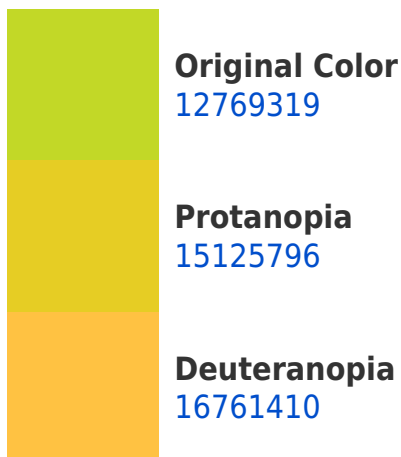 Original Color
12769319
Protanopia
15125796
Deuteranopia
16761410